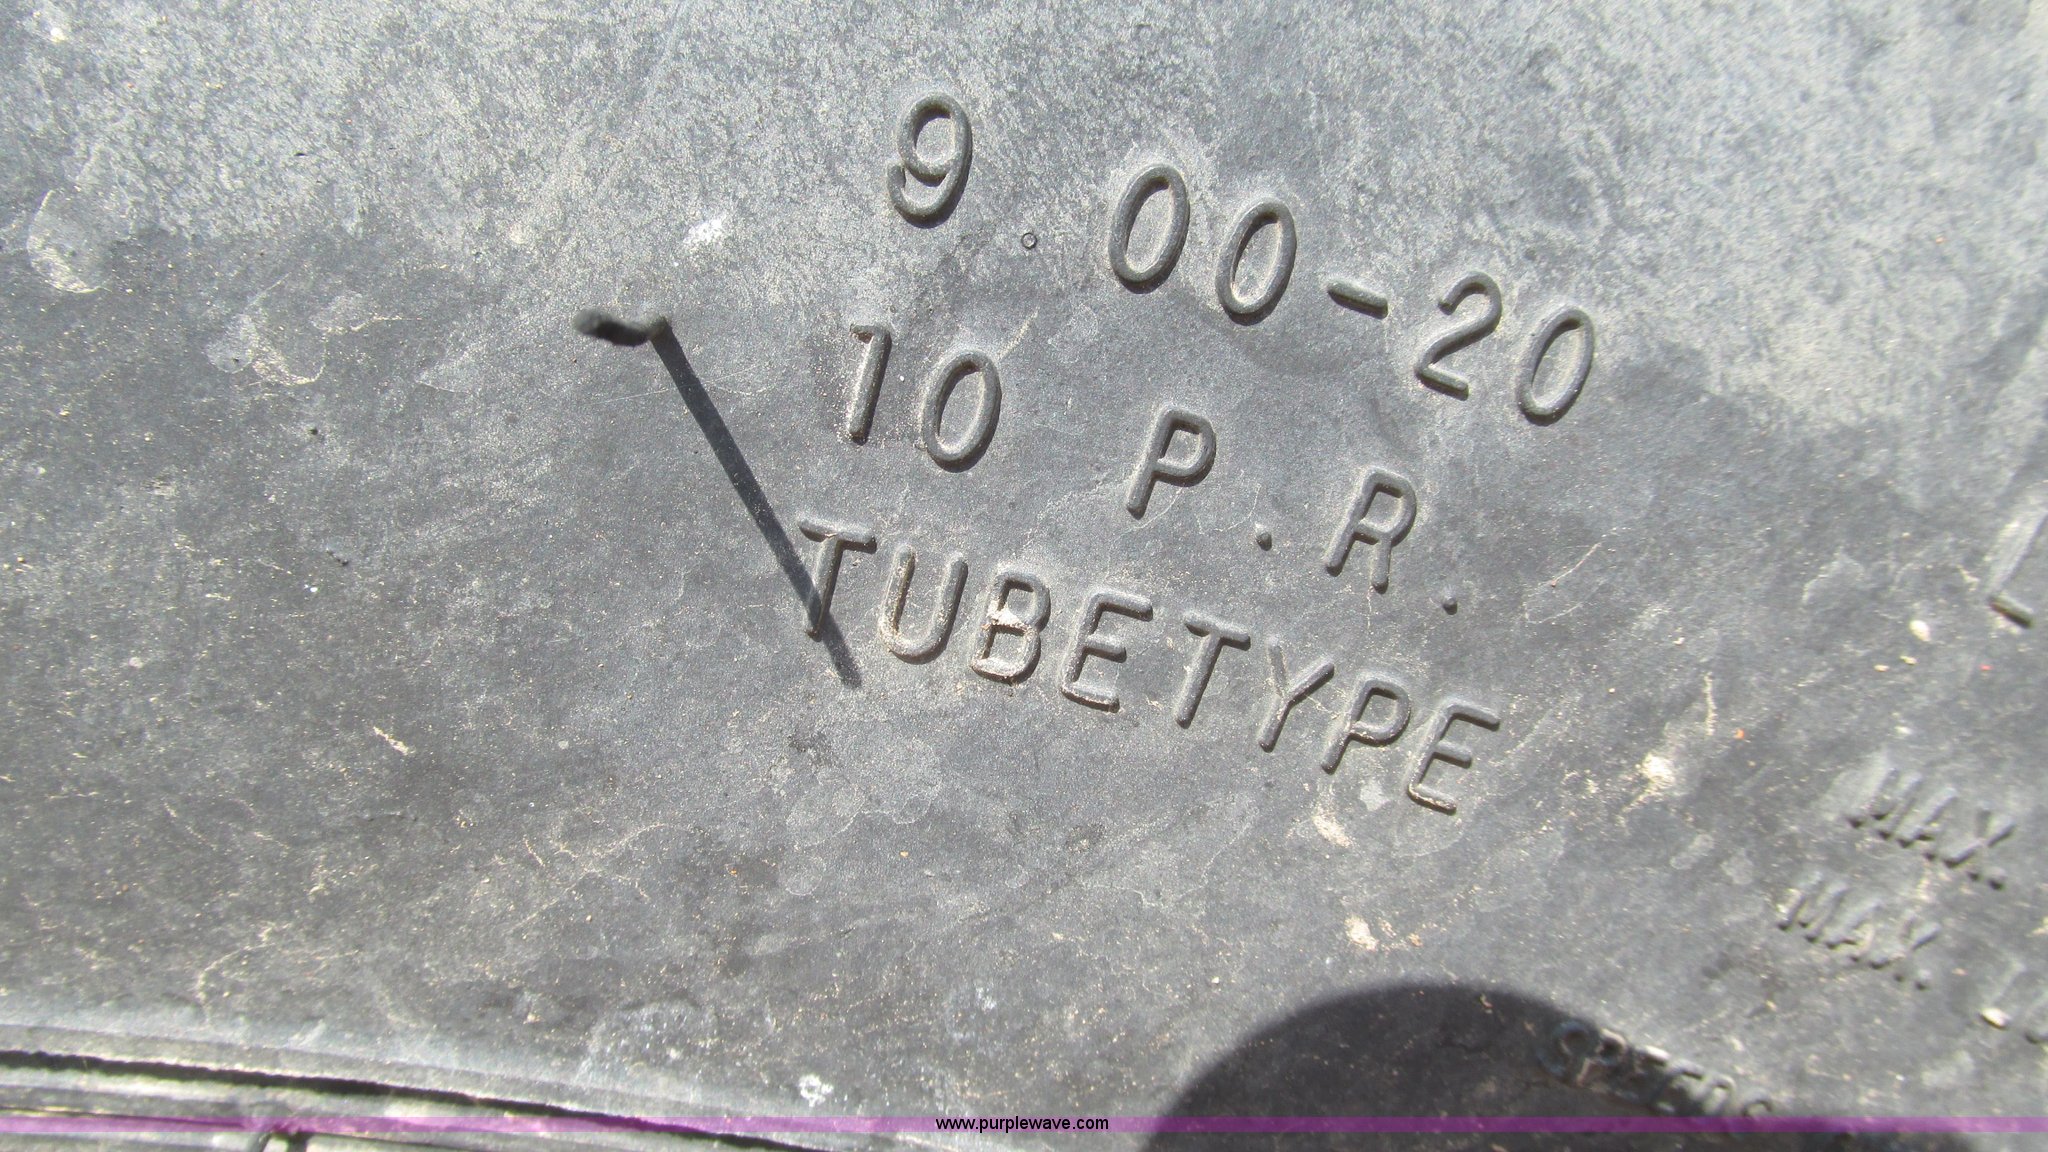 9.00-20
10 P.R.
TUBETYPE
MAX.
MAX.
www.purplewave.com